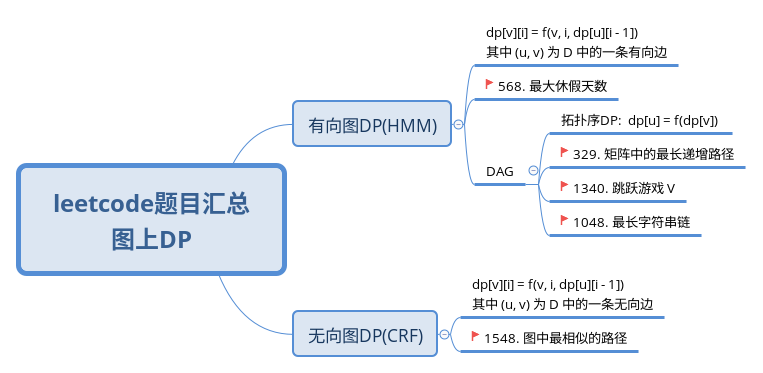 leetcode题目汇总
图上DP
有向图DP(HMM)
dp[v][i] = f(v, i, dp[u][i - 1])
其中 (u, v) 为 D 中的一条有向边
568. 最大休假天数
DAG
拓扑序DP:  dp[u] = f(dp[v])
329. 矩阵中的最长递增路径
1340. 跳跃游戏 V
1048. 最长字符串链
无向图DP(CRF)
dp[v][i] = f(v, i, dp[u][i - 1])
其中 (u, v) 为 D 中的一条无向边
1548. 图中最相似的路径